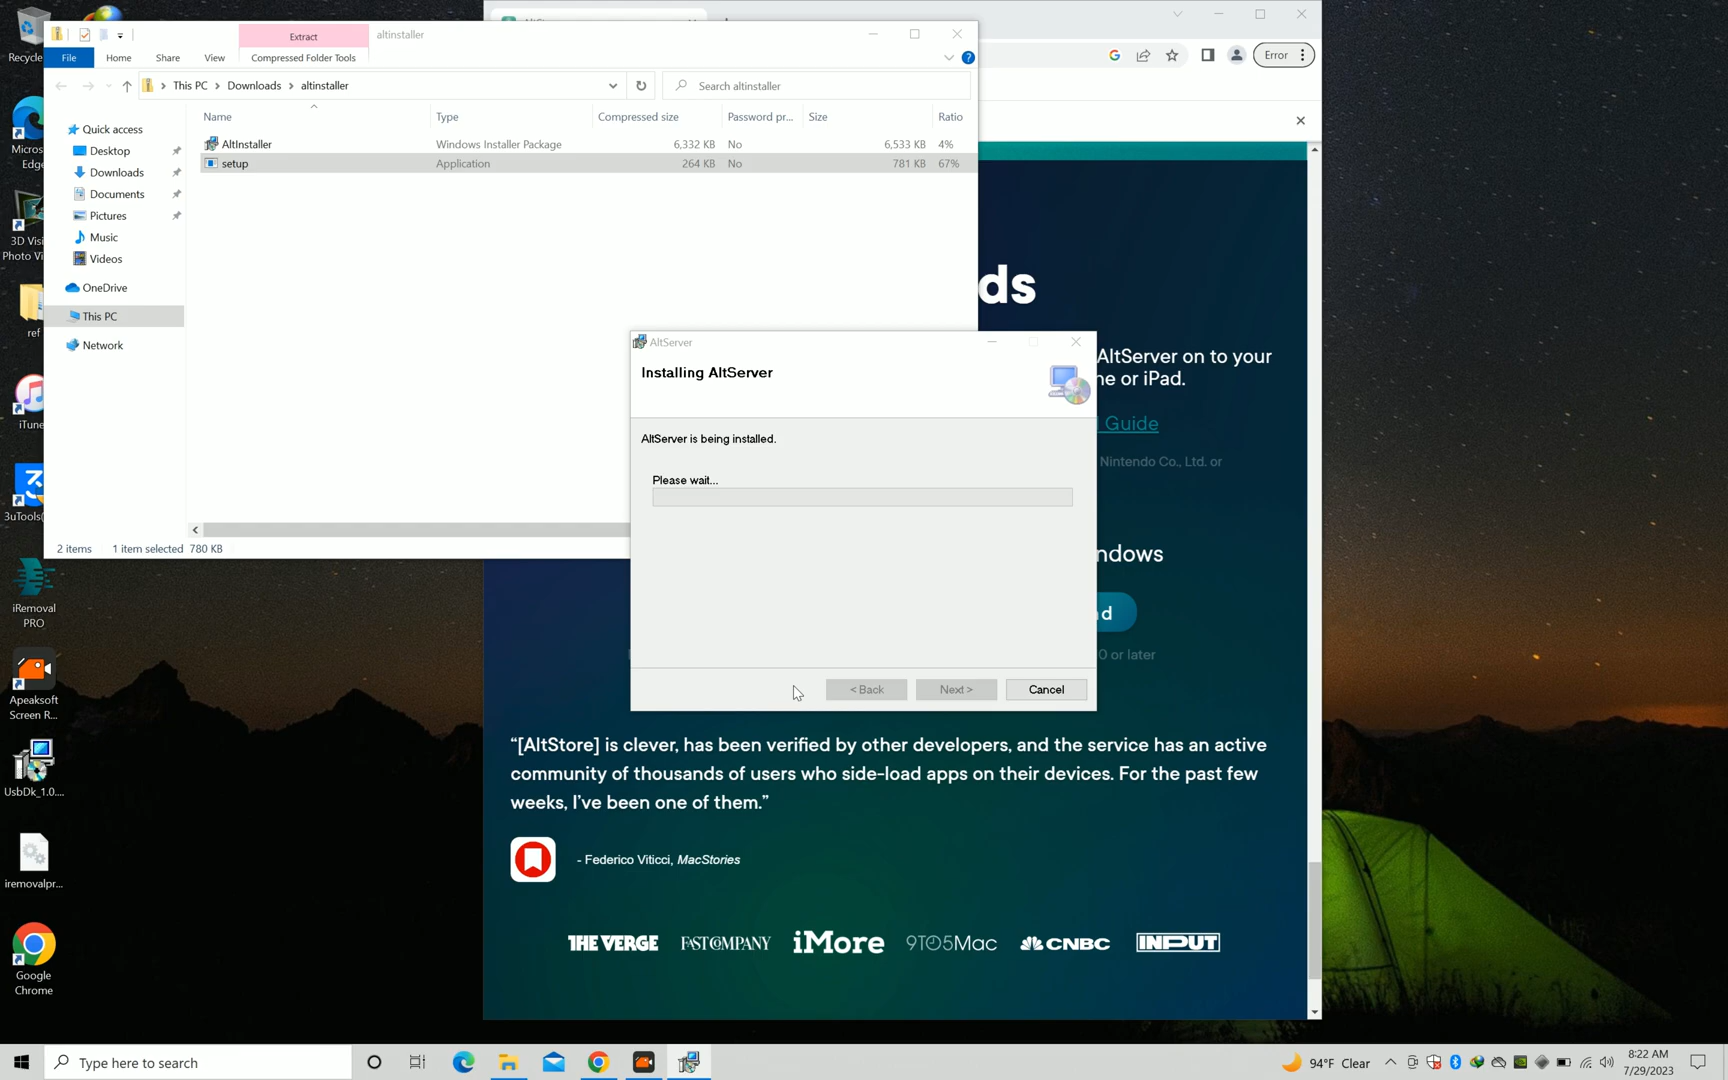 Recycle
Micros
Edg
3D Visi
Photo Vi
ref
iTune
3uTools(
iRemoval
PRO
Apeaksoft
Screen R...
UsbDk_1.0....
iremovalpr...
Google
Chrome
Extract
altinstaller
File
Home
Share
View
Compressed Folder Tools
This PC > Downloads > altinstaller
Search altinstaller
Name
Type
Compressed size
Password pr...
Size
Ratio
AltInstaller
Windows Installer Package
6,332 KB
No
6,533 KB
4%
setup
Application
264 KB
No
781 KB
67%
Quick access
Desktop
Downloads
Documents
Pictures
Music
Videos
OneDrive
This PC
Network
2 items
1 item selected 780 KB
Error
ds
AltServer on to your
ne or iPad.
Guide
Nintendo Co., Ltd. or
ndows
d
0 or later
AltServer
Installing AltServer
AltServer is being installed.
Please wait...
< Back
Next >
Cancel
“[AltStore] is clever, has been verified by other developers, and the service has an active
community of thousands of users who side-load apps on their devices. For the past few
weeks, I’ve been one of them.”
- Federico Viticci, MacStories
THE VERGE
FAST COMPANY
iMore
9TO5Mac
CNBC
INPUT
Type here to search
94°F Clear
8:22 AM
7/29/2023